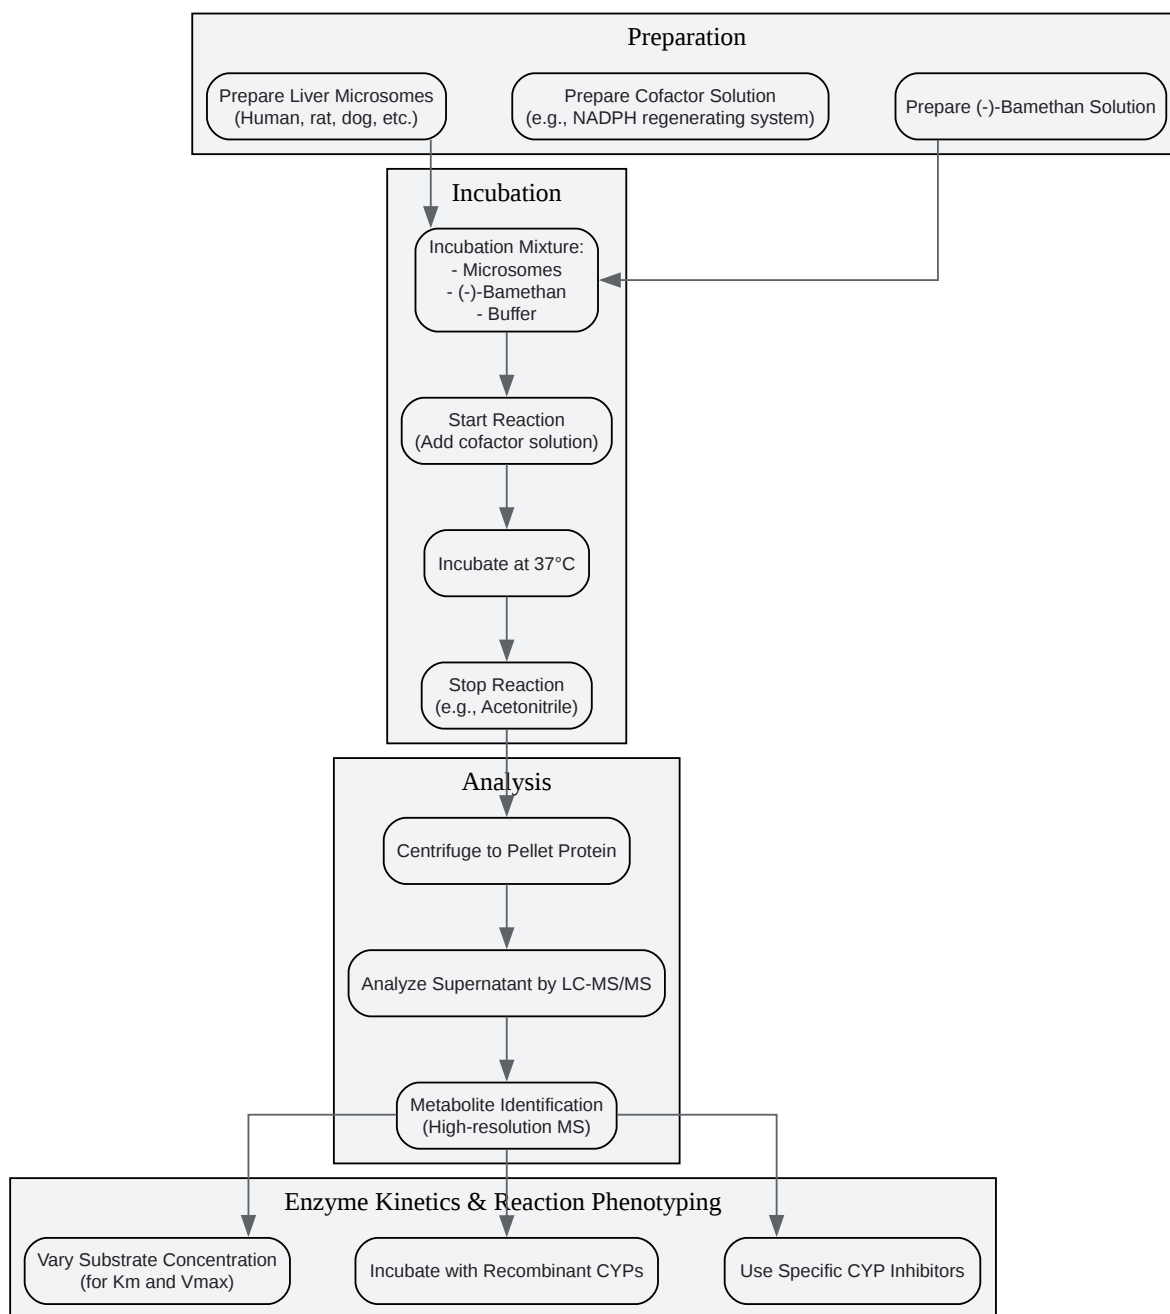 Preparation
Prepare Liver Microsomes
(Human, rat, dog, etc.)
Prepare Cofactor Solution
(e.g., NADPH regenerating system)
Prepare (-)-Bamethan Solution
Incubation
Incubation Mixture:
- Microsomes
- (-)-Bamethan
- Buffer
Start Reaction
(Add cofactor solution)
Incubate at 37°C
Stop Reaction
(e.g., Acetonitrile)
Analysis
Centrifuge to Pellet Protein
Analyze Supernatant by LC-MS/MS
Metabolite Identification
(High-resolution MS)
Enzyme Kinetics & Reaction Phenotyping
Vary Substrate Concentration
(for Km and Vmax)
Incubate with Recombinant CYPs
Use Specific CYP Inhibitors